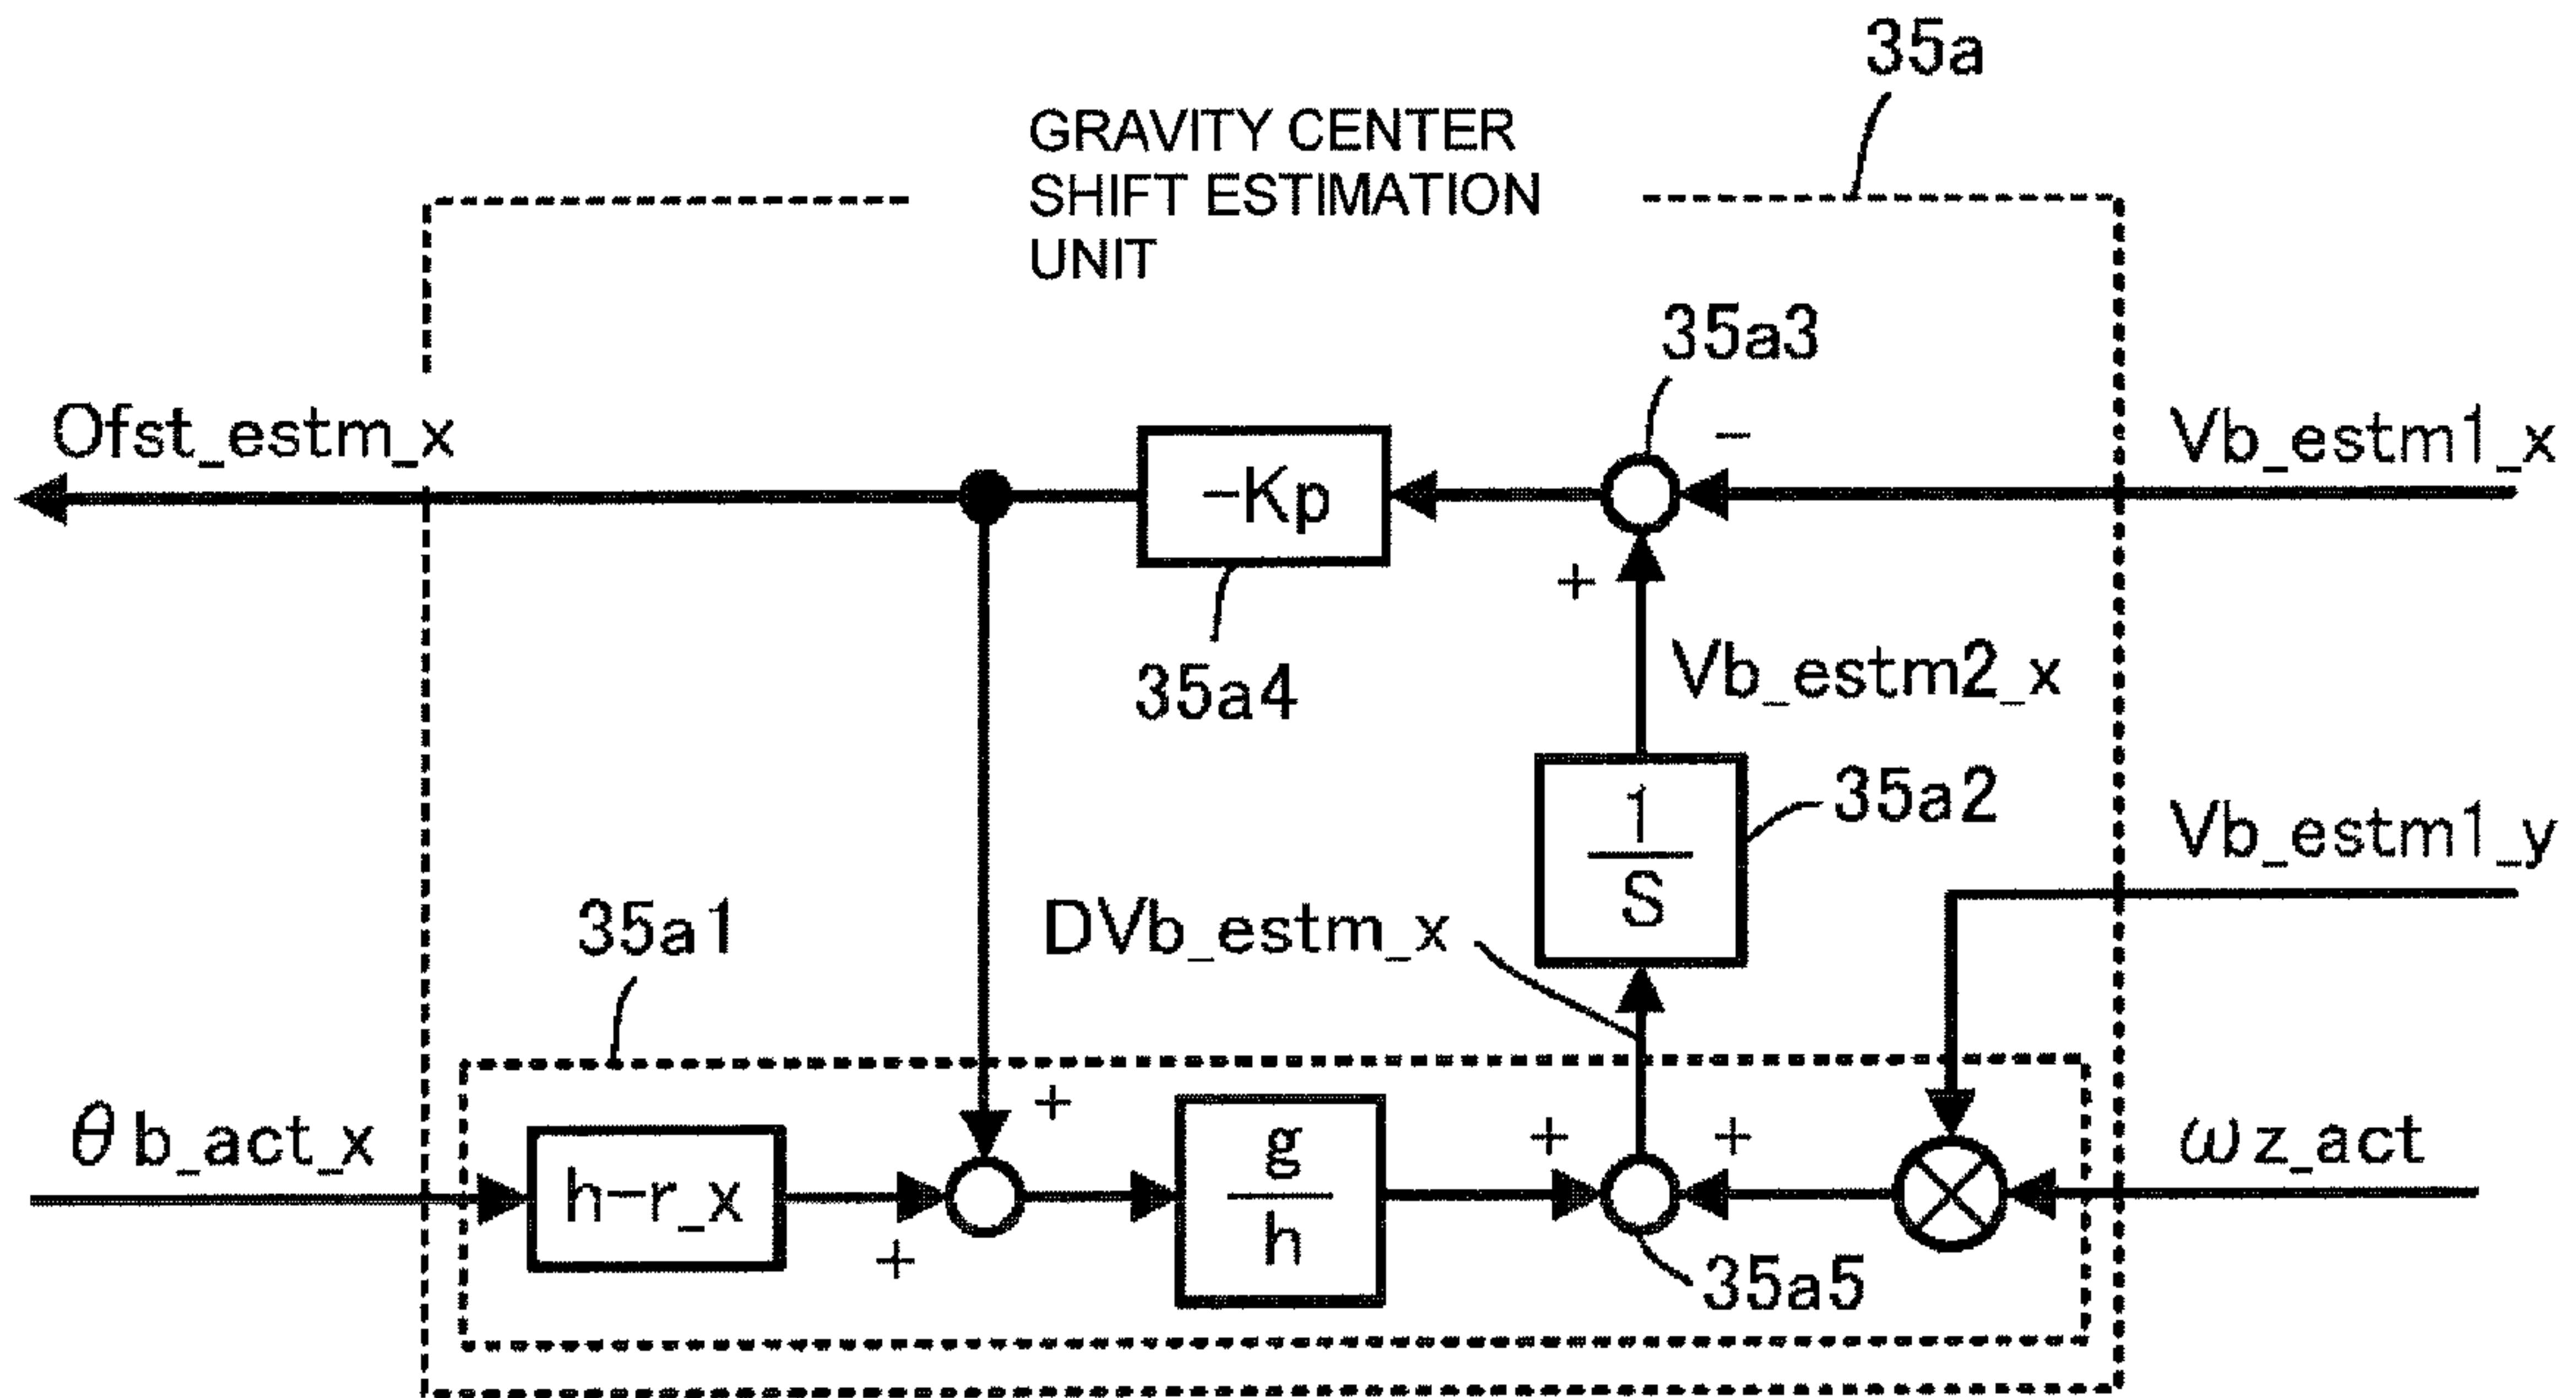 35a
GRAVITY CENTER
SHIFT ESTIMATION
UNIT
35a3
Ofst_estm_x
-Kp
−
Vb_estm1_x
+
35a4
Vb_estm2_x
1
S
35a2
Vb_estm1_y
35a1
DVb_estm_x
θb_act_x
h-r_x
+
+
g
h
+
+
ωz_act
35a5